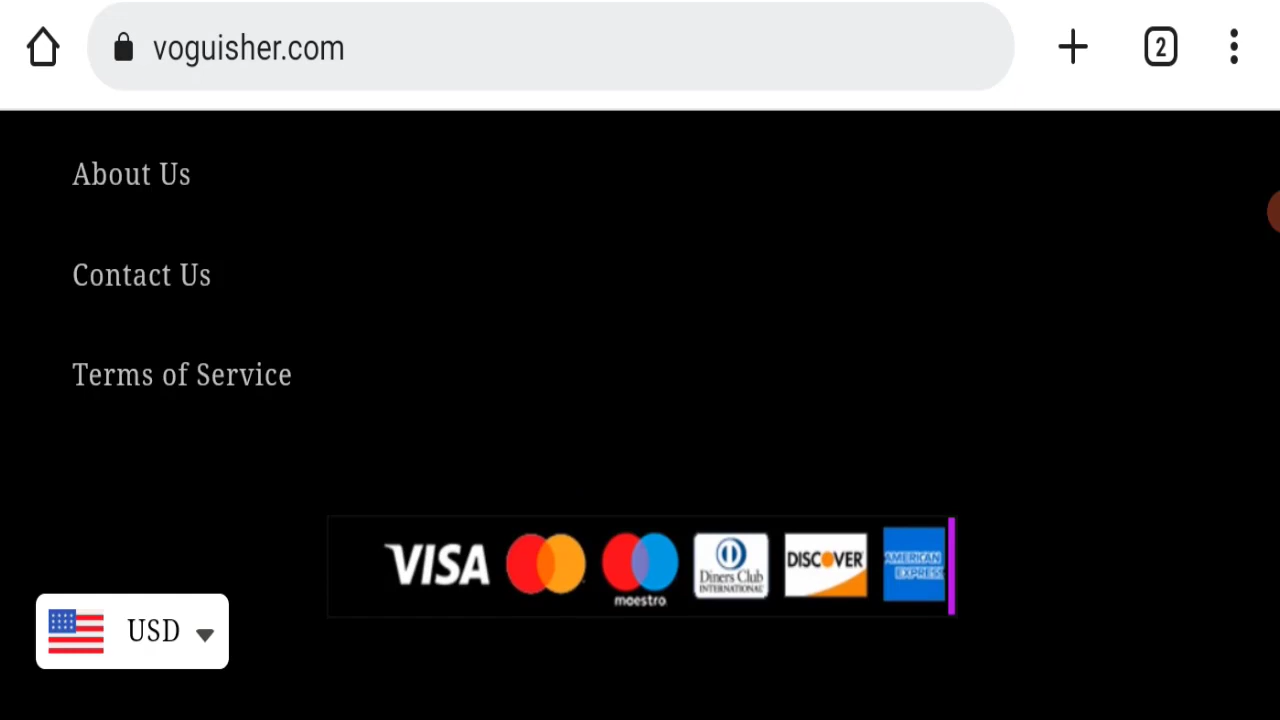 voguisher.com
2
About Us
Contact Us
Terms of Service
VISA
maestro
Diners Club
INTERNATIONAL
DISCOVER
AMERICAN
EXPRESS
USD